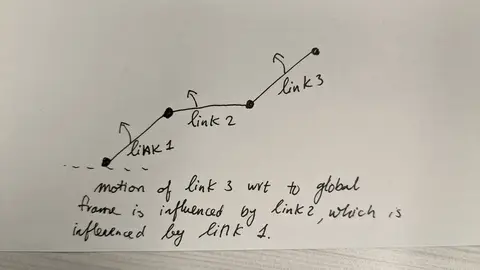 link 3
link 2
link 1
motion of link 3 wrt to global
frame is influenced by link 2, which is
influenced by link 1.